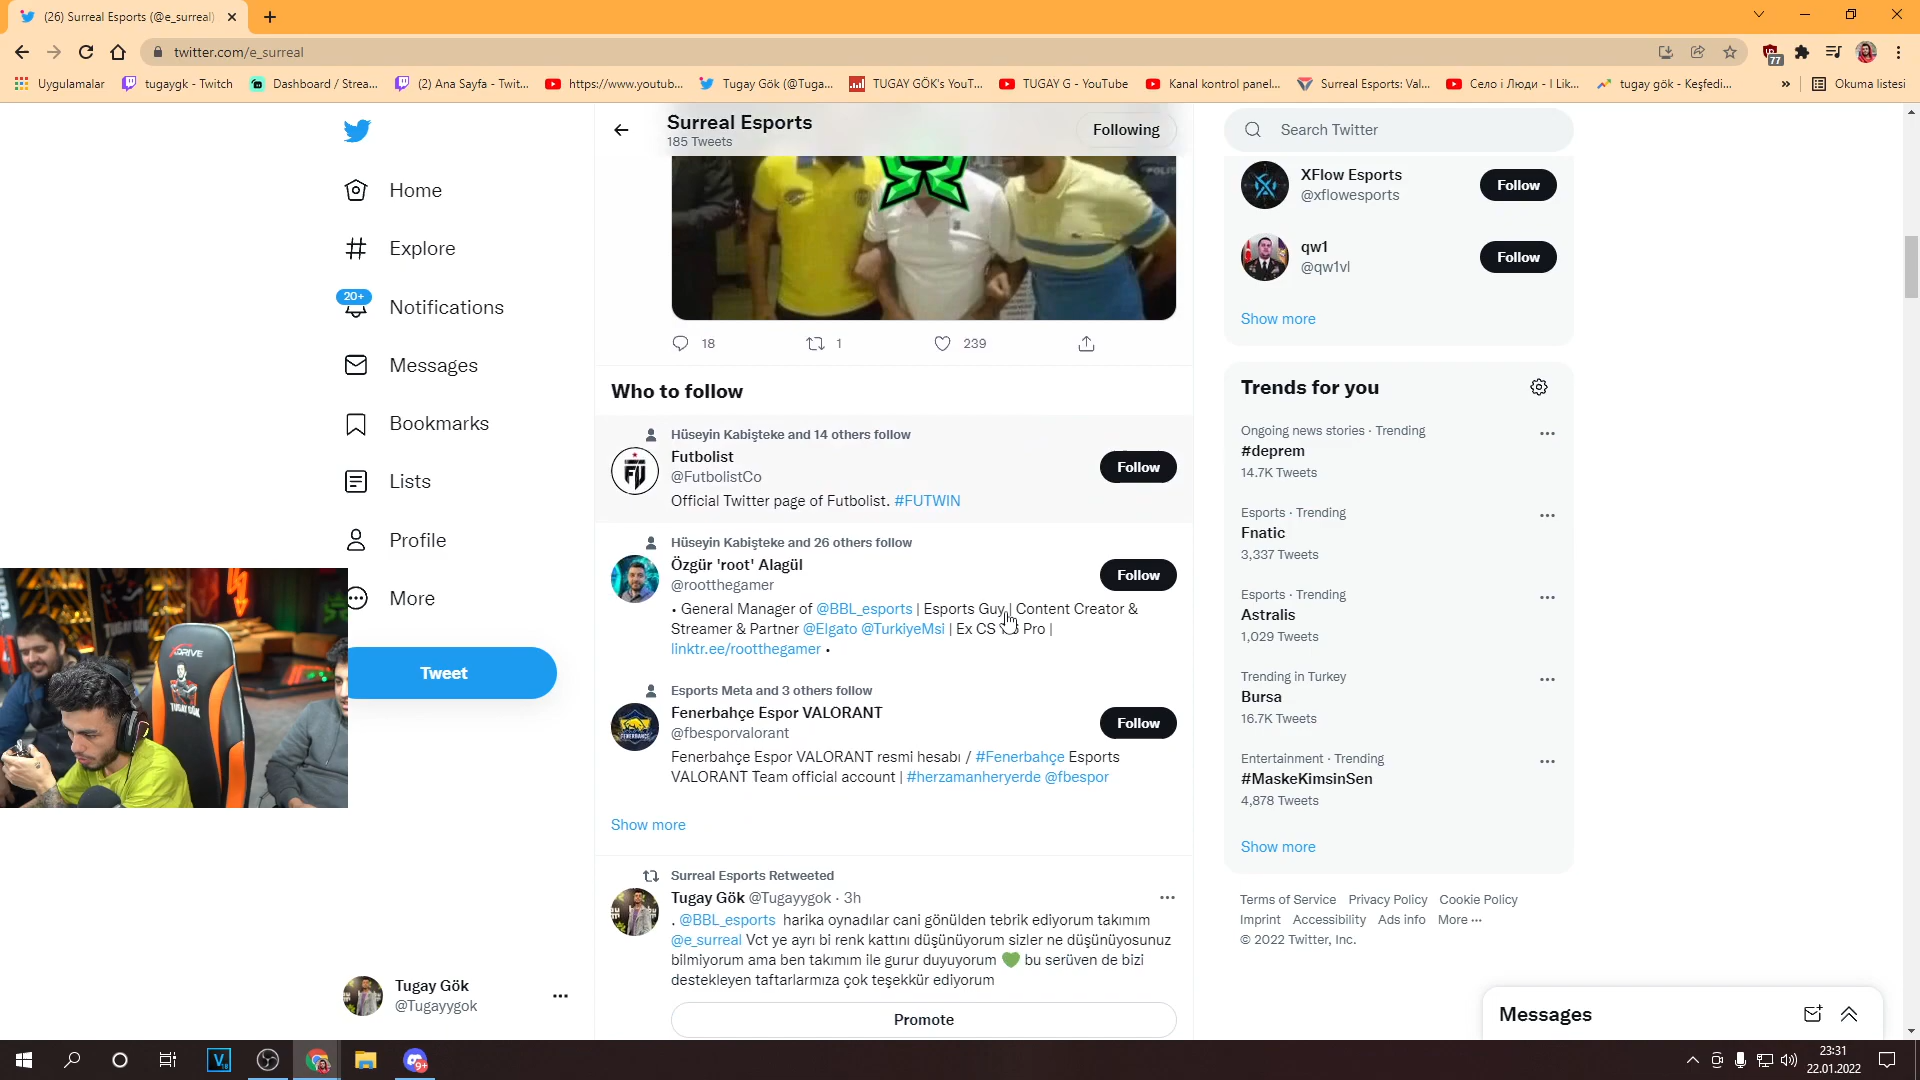 (26) Surreal Esports (@e_surreal)
twitter.com/e_surreal
77
Uygulamalar
tugaygk - Twitch
Dashboard / Strea...
(2) Ana Sayfa - Twit...
https://www.youtub...
Tugay Gök (@Tuga...
TUGAY GÖK's YouT...
TUGAY G - YouTube
Kanal kontrol panel...
Surreal Esports: Val...
Село і Люди - I Lik...
tugay gök - Keşfedi...
Okuma listesi
Home
Explore
20+
Notifications
Messages
Bookmarks
Lists
Profile
More
Tweet
Tugay Gök
@Tugayygok
XDRIVE
TUGAY GÖK
Surreal Esports
185 Tweets
Following
18
1
239
Who to follow
Hüseyin Kabişteke and 14 others follow
Futbolist
@FutbolistCo
Follow
Official Twitter page of Futbolist. #FUTWIN
Hüseyin Kabişteke and 26 others follow
Özgür 'root' Alagül
@rootthegamer
Follow
• General Manager of @BBL_esports | Esports Guy | Content Creator &
Streamer & Partner @Elgato @TurkiyeMsi | Ex CS Pro |
linktr.ee/rootthegamer •
Esports Meta and 3 others follow
Fenerbahçe Espor VALORANT
@fbesporvalorant
Follow
Fenerbahçe Espor VALORANT resmi hesabı / #Fenerbahçe Esports
VALORANT Team official account | #herzamanheryerde @fbespor
Show more
Surreal Esports Retweeted
Tugay Gök @Tugayygok · 3h
. @BBL_esports harika oynadılar cani gönülden tebrik ediyorum takımım
@e_surreal Vct ye ayrı bi renk kattını düşünüyorum sizler ne düşünüyosunuz
bilmiyorum ama ben takımım ile gurur duyuyorum 💚 bu serüven de bizi
destekleyen taftarlarmıza çok teşekkür ediyorum
Promote
Search Twitter
XFlow Esports
@xflowesports
Follow
qw1
@qw1vl
Follow
Show more
Trends for you
Ongoing news stories · Trending
#deprem
14.7K Tweets
Esports · Trending
Fnatic
3,337 Tweets
Esports · Trending
Astralis
1,029 Tweets
Trending in Turkey
Bursa
16.7K Tweets
Entertainment · Trending
#MaskeKimsinSen
4,878 Tweets
Show more
Terms of Service Privacy Policy Cookie Policy
Imprint Accessibility Ads info More ···
© 2022 Twitter, Inc.
Messages
9+
23:31
22.01.2022